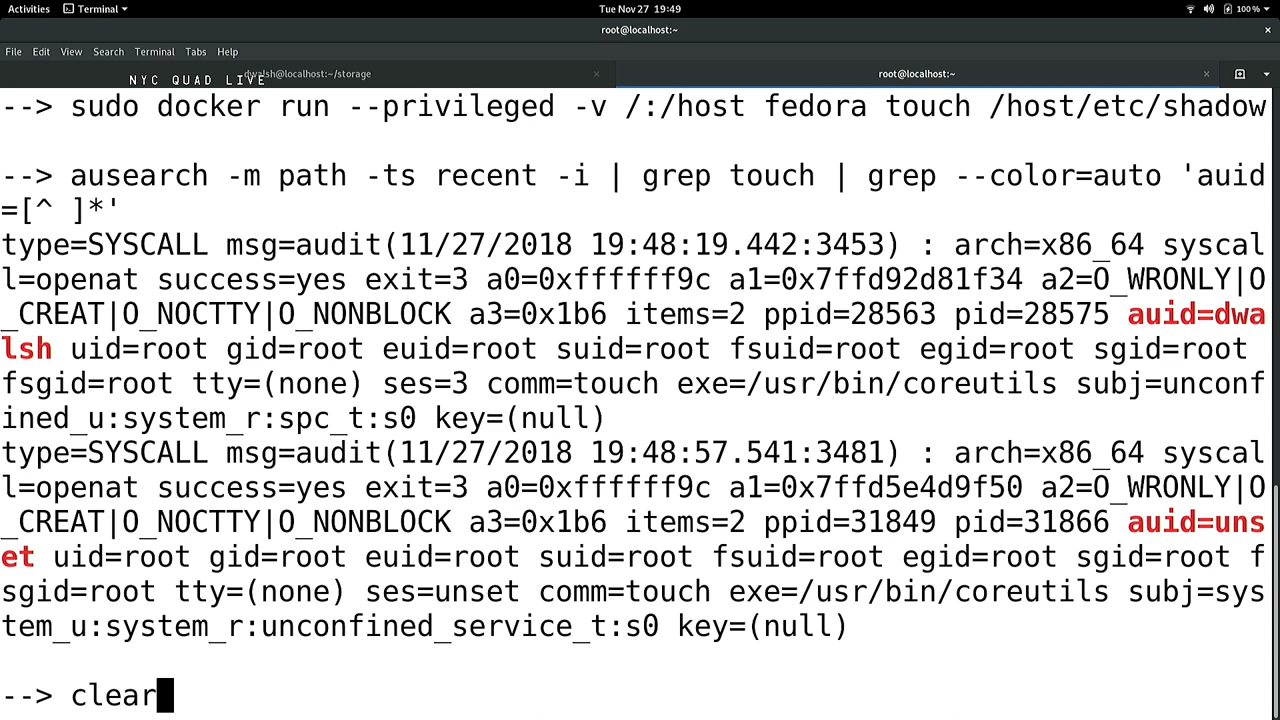 Activities Terminal Tue Nov 27 19:49 100 %
root@localhost:~
File Edit View Search Terminal Tabs Help
NYC QUAD LIVE
dwalsh@localhost:~/storage root@localhost:~
--> sudo docker run --privileged -v /:/host fedora touch /host/etc/shadow
--> ausearch -m path -ts recent -i | grep touch | grep --color=auto 'auid
=[^ ]*'
type=SYSCALL msg=audit(11/27/2018 19:48:19.442:3453) : arch=x86_64 syscal
l=openat success=yes exit=3 a0=0xffffff9c a1=0x7ffd92d81f34 a2=O_WRONLY|O
_CREAT|O_NOCTTY|O_NONBLOCK a3=0x1b6 items=2 ppid=28563 pid=28575 auid=dwa
lsh uid=root gid=root euid=root suid=root fsuid=root egid=root sgid=root
fsgid=root tty=(none) ses=3 comm=touch exe=/usr/bin/coreutils subj=unconf
ined_u:system_r:spc_t:s0 key=(null)
type=SYSCALL msg=audit(11/27/2018 19:48:57.541:3481) : arch=x86_64 syscal
l=openat success=yes exit=3 a0=0xffffff9c a1=0x7ffd5e4d9f50 a2=O_WRONLY|O
_CREAT|O_NOCTTY|O_NONBLOCK a3=0x1b6 items=2 ppid=31849 pid=31866 auid=uns
et uid=root gid=root euid=root suid=root fsuid=root egid=root sgid=root f
sgid=root tty=(none) ses=unset comm=touch exe=/usr/bin/coreutils subj=sys
tem_u:system_r:unconfined_service_t:s0 key=(null)
--> clear